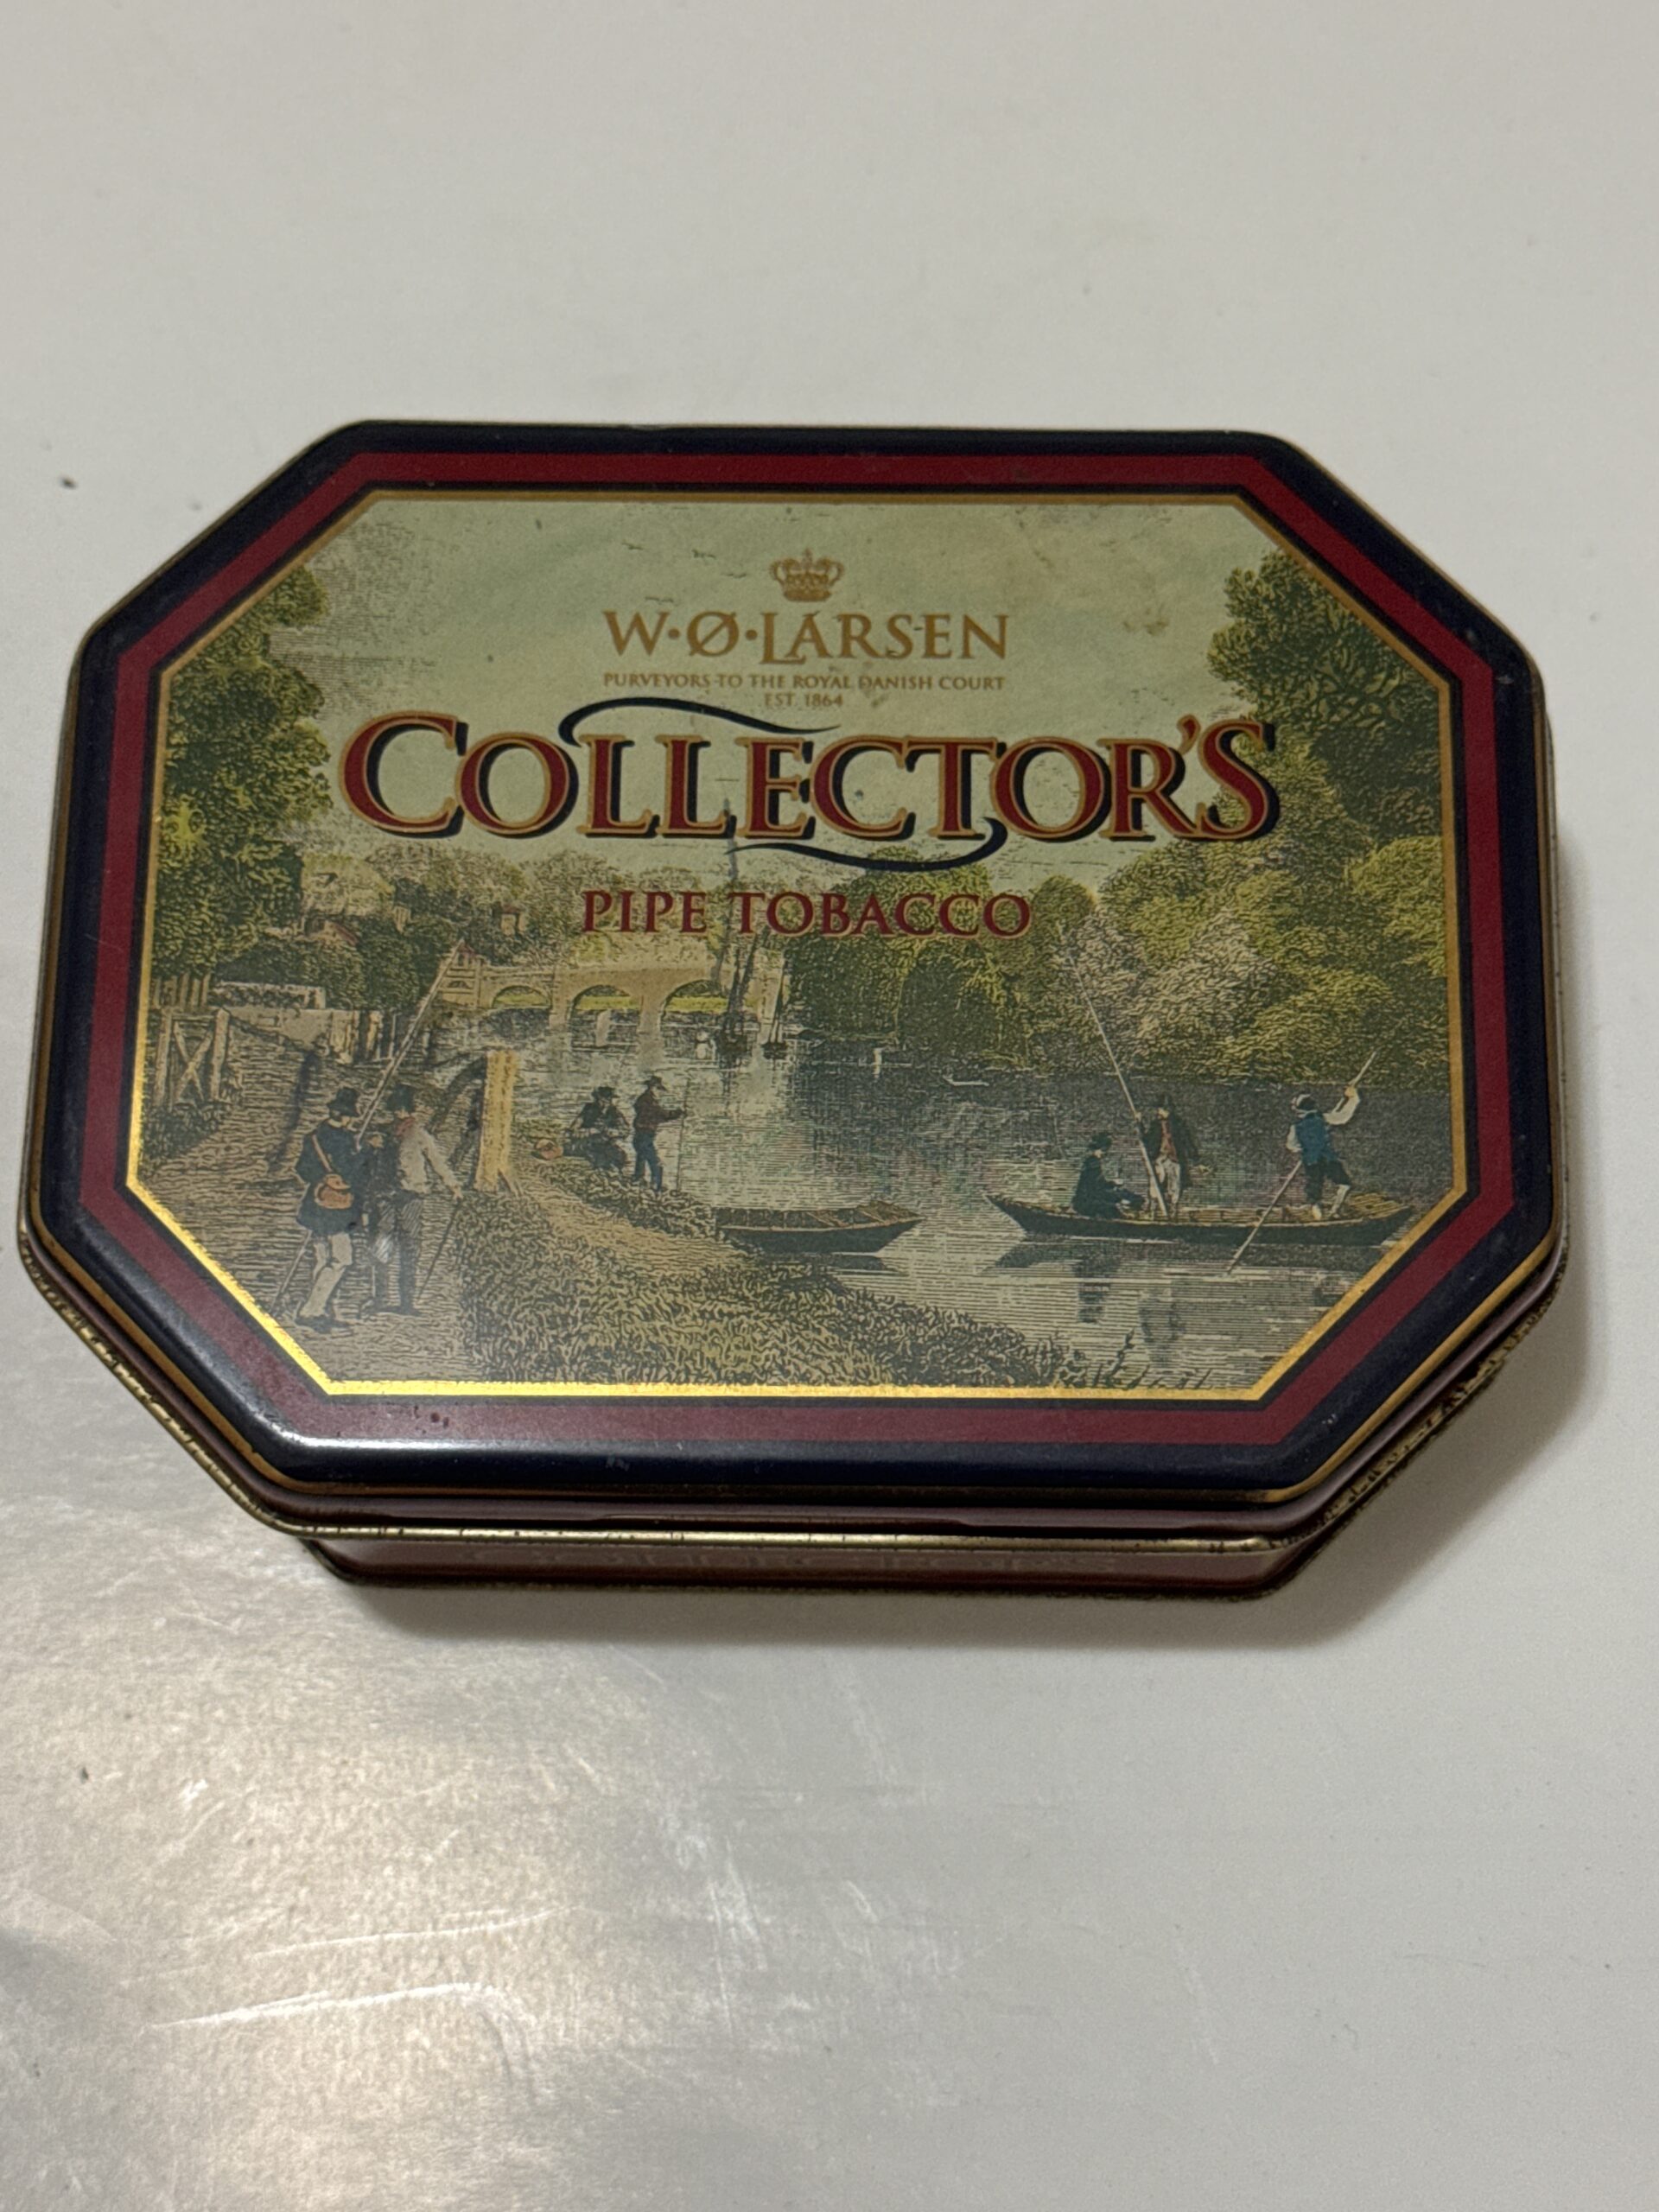 W·Ø·LARSEN
PURVEYORS TO THE ROYAL DANISH COURT
EST. 1864
COLLECTOR'S
PIPE TOBACCO